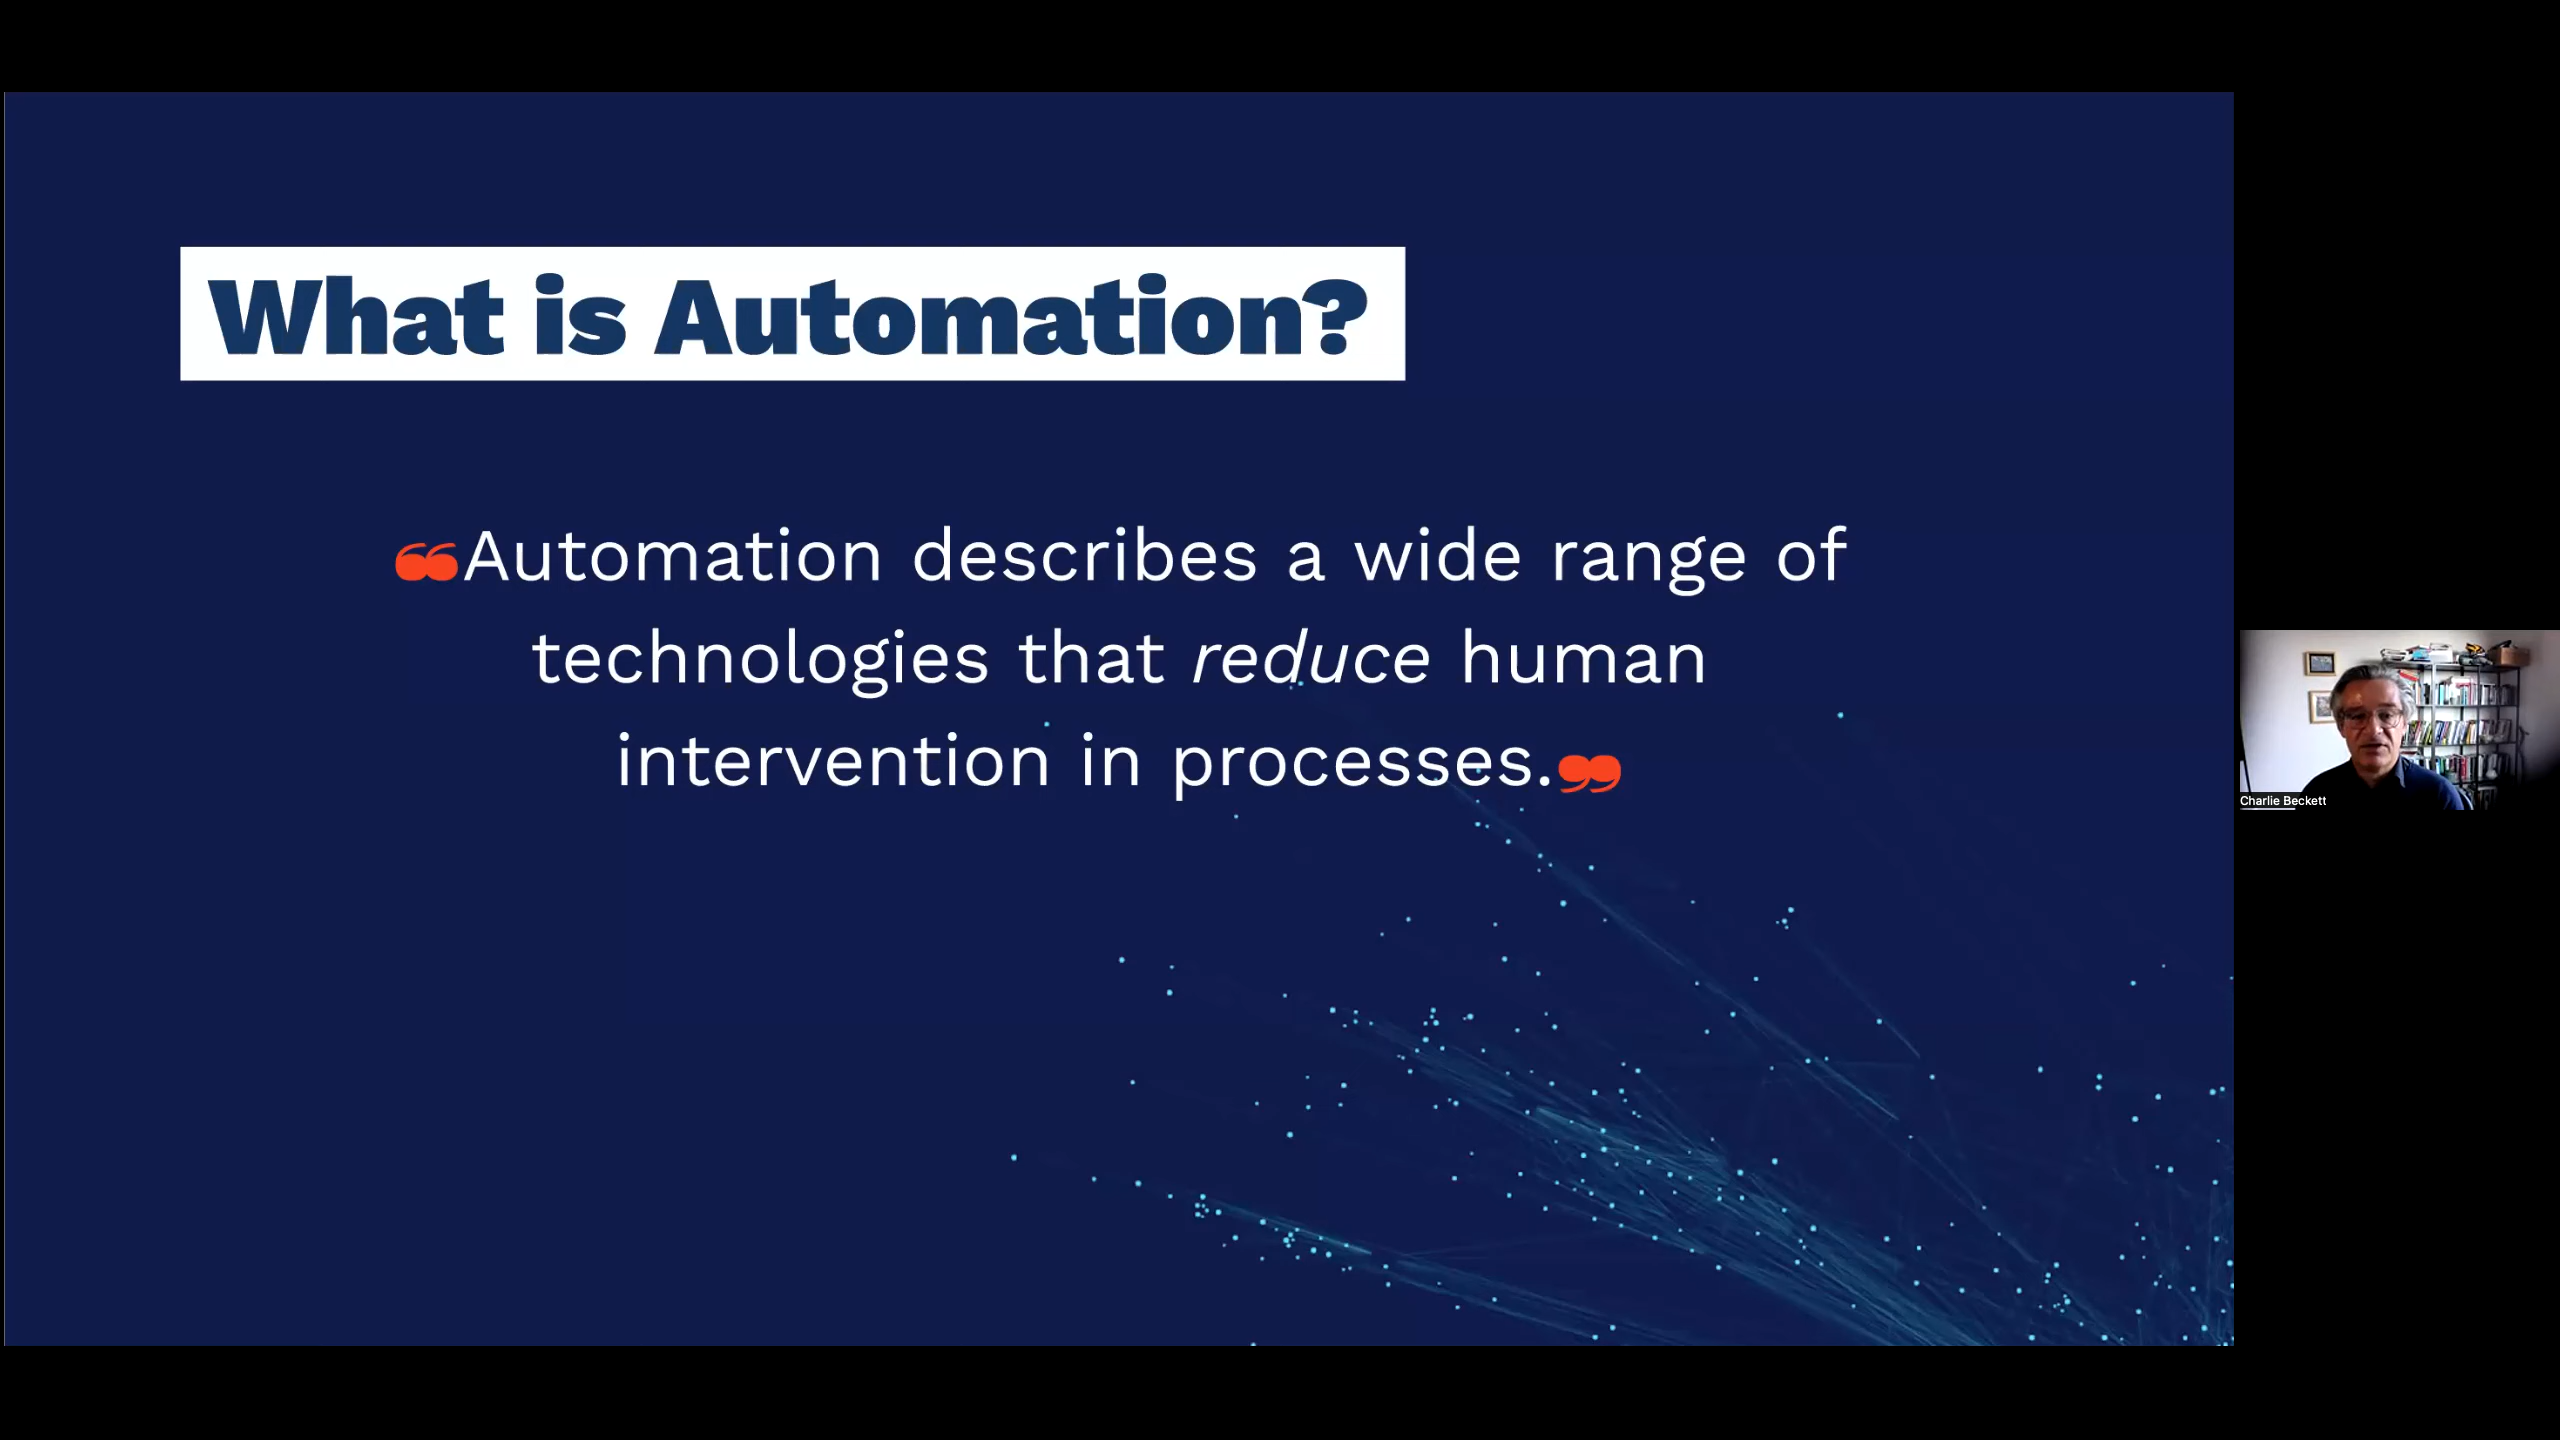 What is Automation?
❝Automation describes a wide range of
technologies that reduce human
intervention in processes.❞
Charlie Beckett